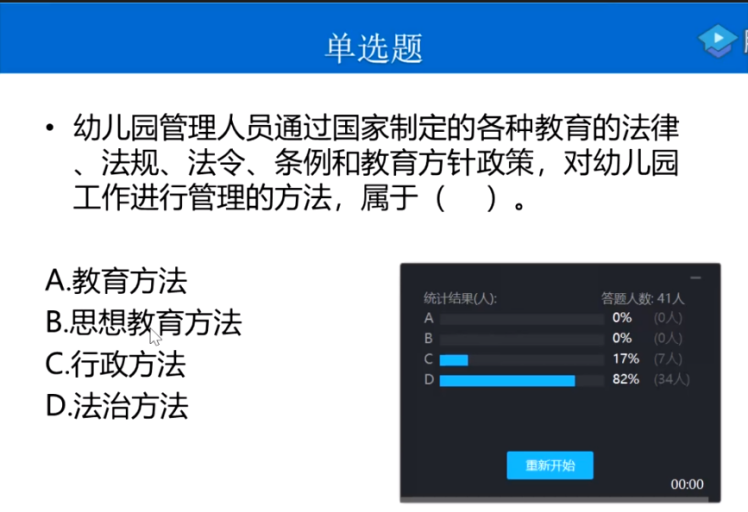 单选题
• 幼儿园管理人员通过国家制定的各种教育的法律
、法规、法令、条例和教育方针政策，对幼儿园
工作进行管理的方法，属于（ ）。
A.教育方法
B.思想教育方法
C.行政方法
D.法治方法
统计结果(人): 答题人数: 41人
A 0% (0人)
B 0% (0人)
C 17% (7人)
D 82% (34人)
重新开始
00:00